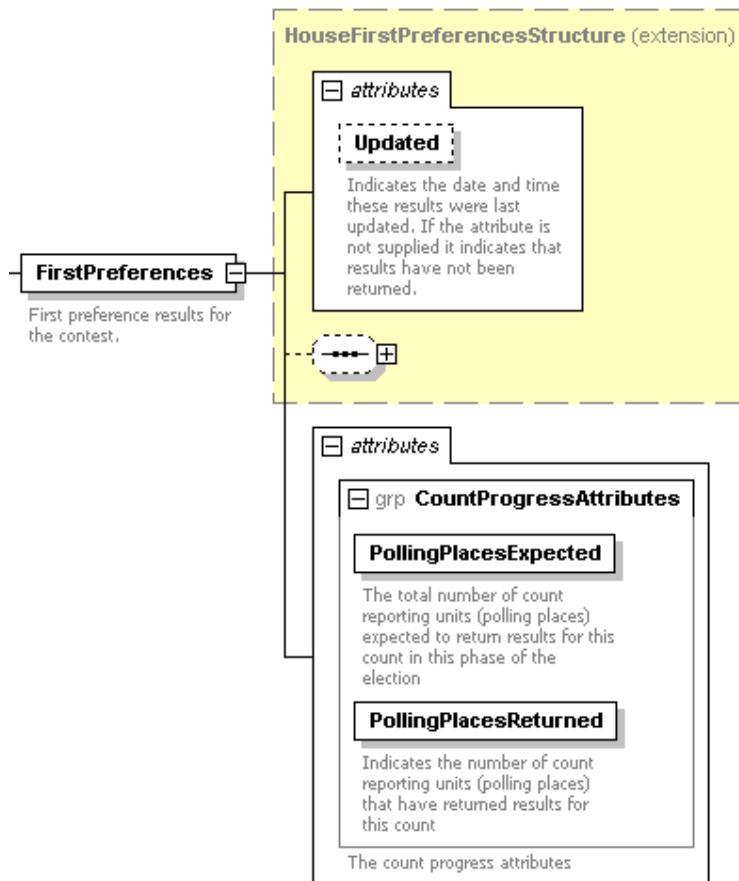 HouseFirstPreferencesStructure (extension)
attributes
Updated
Indicates the date and time
these results were last
updated. If the attribute is
not supplied it indicates that
results have not been
returned.
FirstPreferences
First preference results for
the contest.
attributes
grp CountProgressAttributes
PollingPlacesExpected
The total number of count
reporting units (polling places)
expected to return results for this
count in this phase of the
election
PollingPlacesReturned
Indicates the number of count
reporting units (polling places)
that have returned results for
this count
The count progress attributes